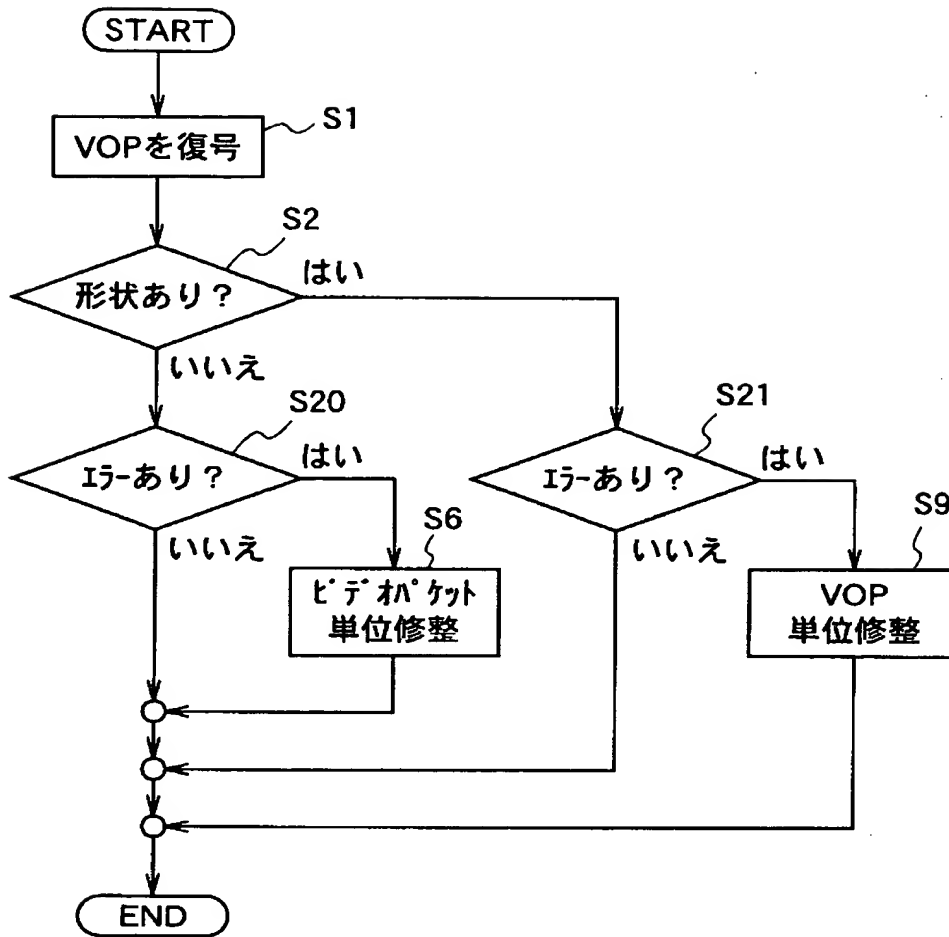 START
S1
VOPを復号
S2
形状あり?
はい
いいえ
S20
エラーあり?
はい
いいえ
S6
ビデオパケット
単位修整
S21
エラーあり?
はい
いいえ
S9
VOP
単位修整
END